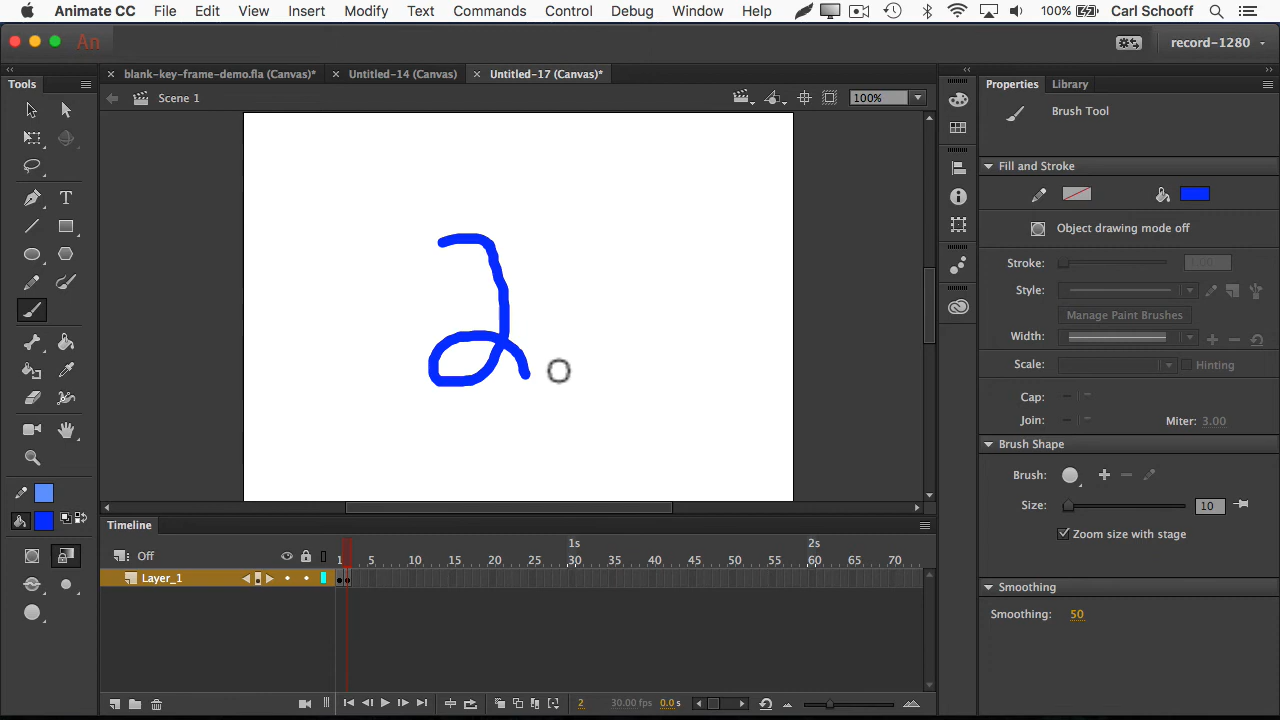 Animate CC File Edit View Insert Modify Text Commands Control Debug Window Help 100% Carl Schooff
An record-1280
blank-key-frame-demo.fla (Canvas)* Untitled-14 (Canvas) Untitled-17 (Canvas)*
Tools
Scene 1 100%
2
Properties Library
Brush Tool
Fill and Stroke
Object drawing mode off
Stroke: 1.00
Style:
Manage Paint Brushes
Width:
Scale: Hinting
Cap:
Join: Miter: 3.00
Brush Shape
Brush:
Size: 10
Zoom size with stage
Smoothing
Smoothing: 50
Timeline
1s 2s
Off 1 5 10 15 20 25 30 35 40 45 50 55 60 65 70
Layer_1
2 30.00 fps 0.0 s